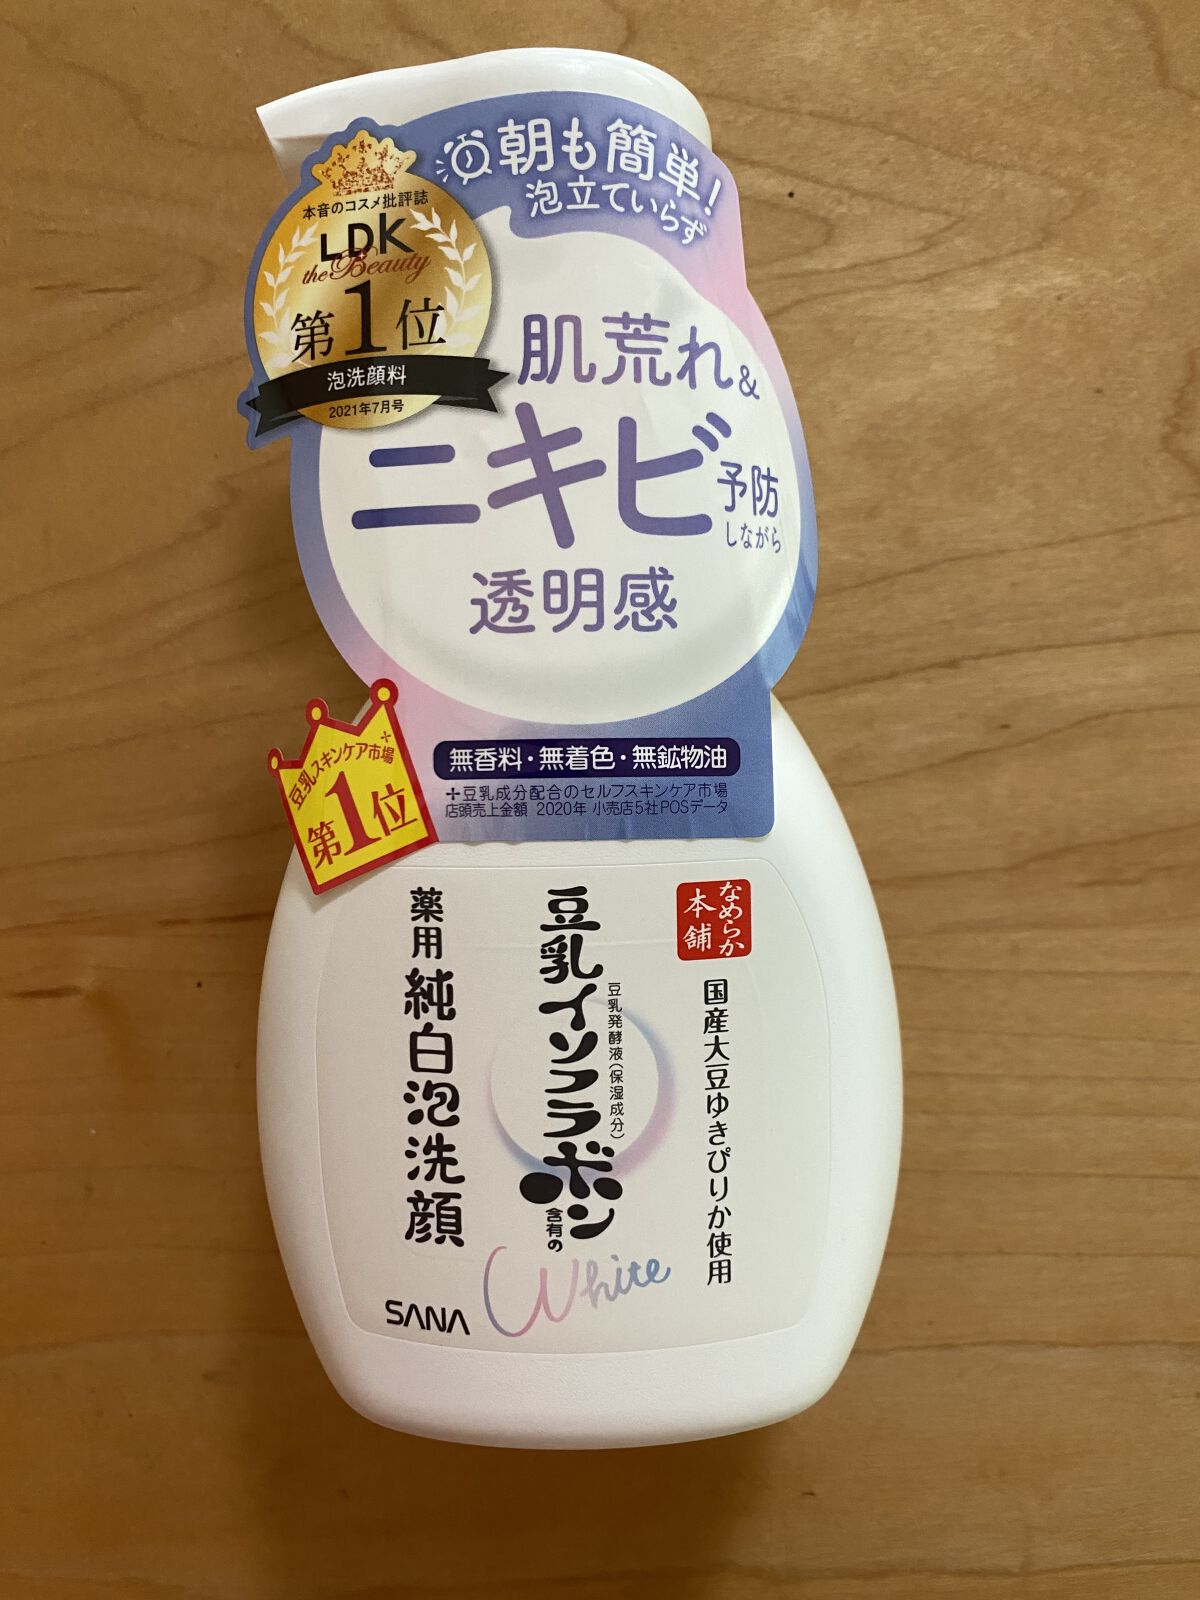 朝も簡単!
泡立ていらず
本音のコスメ批評誌
LDK
the Beauty
第1位
泡洗顔料
2021年7月号
肌荒れ&
ニキビ予防
しながら
透明感
無香料・無着色・無鉱物油
✢豆乳成分配合のセルフスキンケア市場
店頭売上金額 2020年 小売店5社POSデータ
豆乳スキンケア市場✢
第1位
なめらか
本舗
国産大豆ゆきぴりか使用
豆乳発酵液(保湿成分)
豆乳イソフラボン
含有の
薬用純白泡洗顔
White
SANA